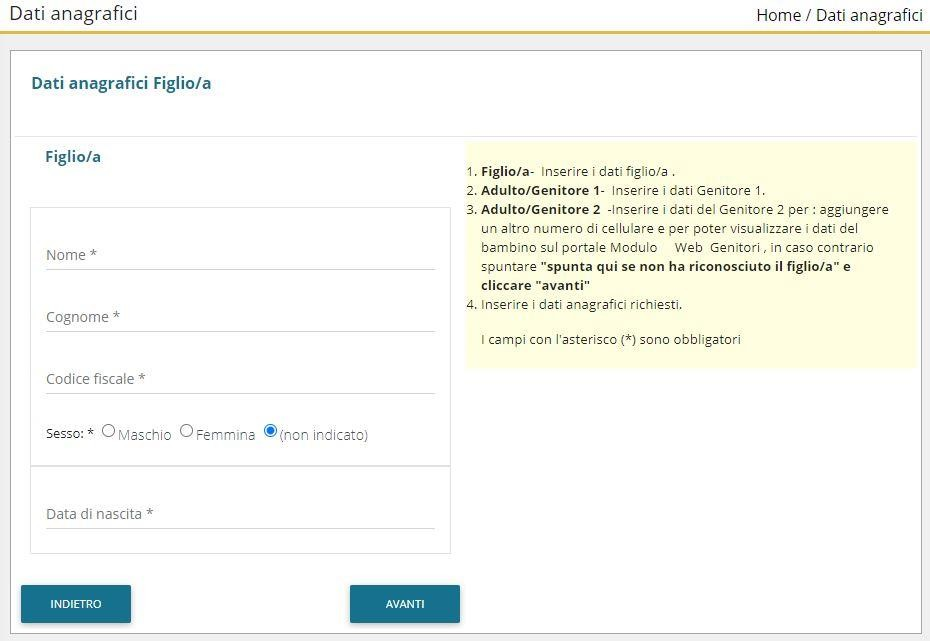 Dati anagrafici
Home / Dati anagrafici
Dati anagrafici Figlio/a
Figlio/a
Nome *
Cognome *
Codice fiscale *
Sesso: * Maschio Femmina (non indicato)
Data di nascita *
INDIETRO
AVANTI
1. Figlio/a- Inserire i dati figlio/a .
2. Adulto/Genitore 1- Inserire i dati Genitore 1.
3. Adulto/Genitore 2 -Inserire i dati del Genitore 2 per : aggiungere
un altro numero di cellulare e per poter visualizzare i dati del
bambino sul portale Modulo Web Genitori , in caso contrario
spuntare "spunta qui se non ha riconosciuto il figlio/a" e
cliccare "avanti"
4. Inserire i dati anagrafici richiesti.
I campi con l'asterisco (*) sono obbligatori